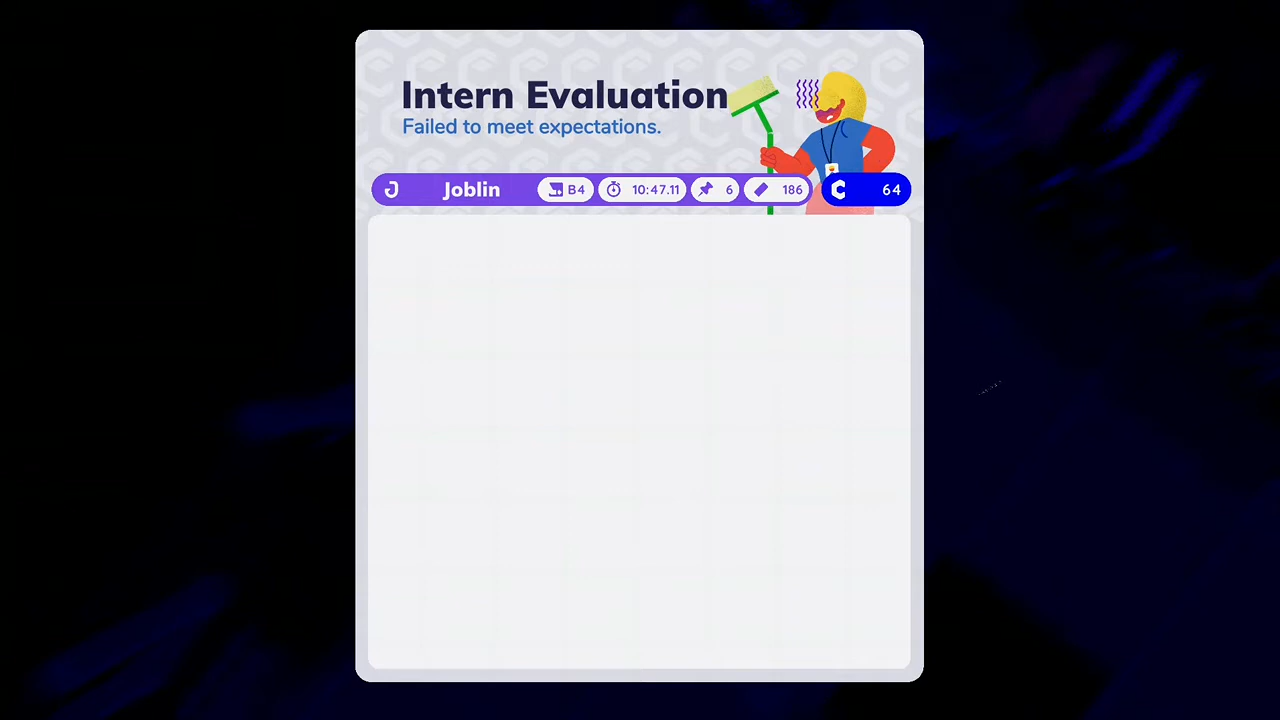 Intern Evaluation
Failed to meet expectations.
J Joblin B4 10:47.11 6 186 C 64